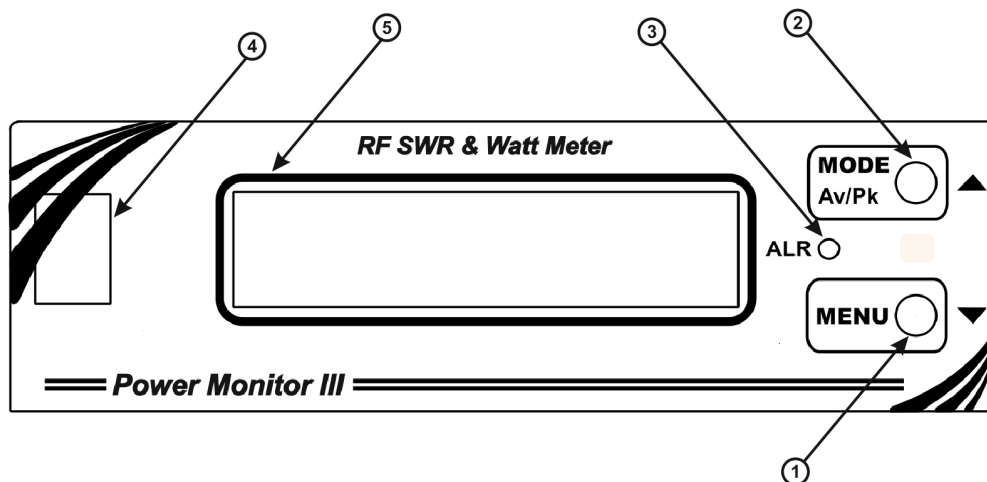 4
5
3
2
RF SWR & Watt Meter
MODE
Av/Pk
ALR
MENU
Power Monitor III
1